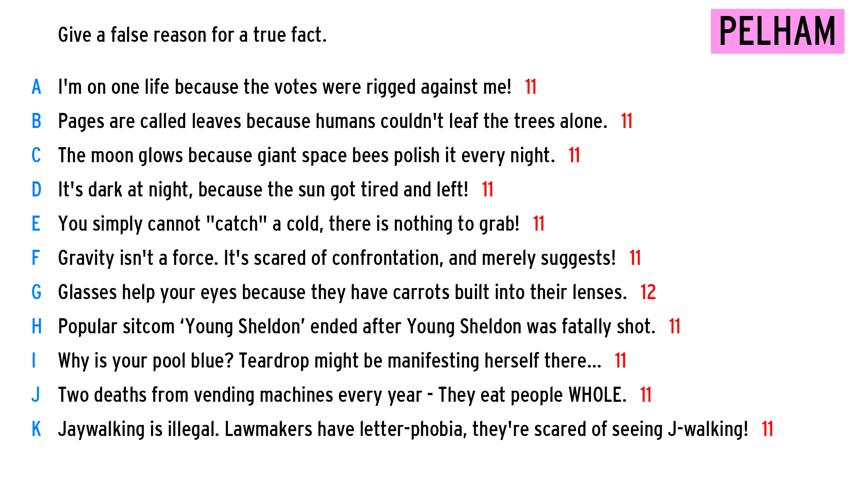 Give a false reason for a true fact.
PELHAM
A I'm on one life because the votes were rigged against me! 11
B Pages are called leaves because humans couldn't leaf the trees alone. 11
C The moon glows because giant space bees polish it every night. 11
D It's dark at night, because the sun got tired and left! 11
E You simply cannot "catch" a cold, there is nothing to grab! 11
F Gravity isn't a force. It's scared of confrontation, and merely suggests! 11
G Glasses help your eyes because they have carrots built into their lenses. 12
H Popular sitcom ‘Young Sheldon’ ended after Young Sheldon was fatally shot. 11
I Why is your pool blue? Teardrop might be manifesting herself there... 11
J Two deaths from vending machines every year - They eat people WHOLE. 11
K Jaywalking is illegal. Lawmakers have letter-phobia, they're scared of seeing J-walking! 11